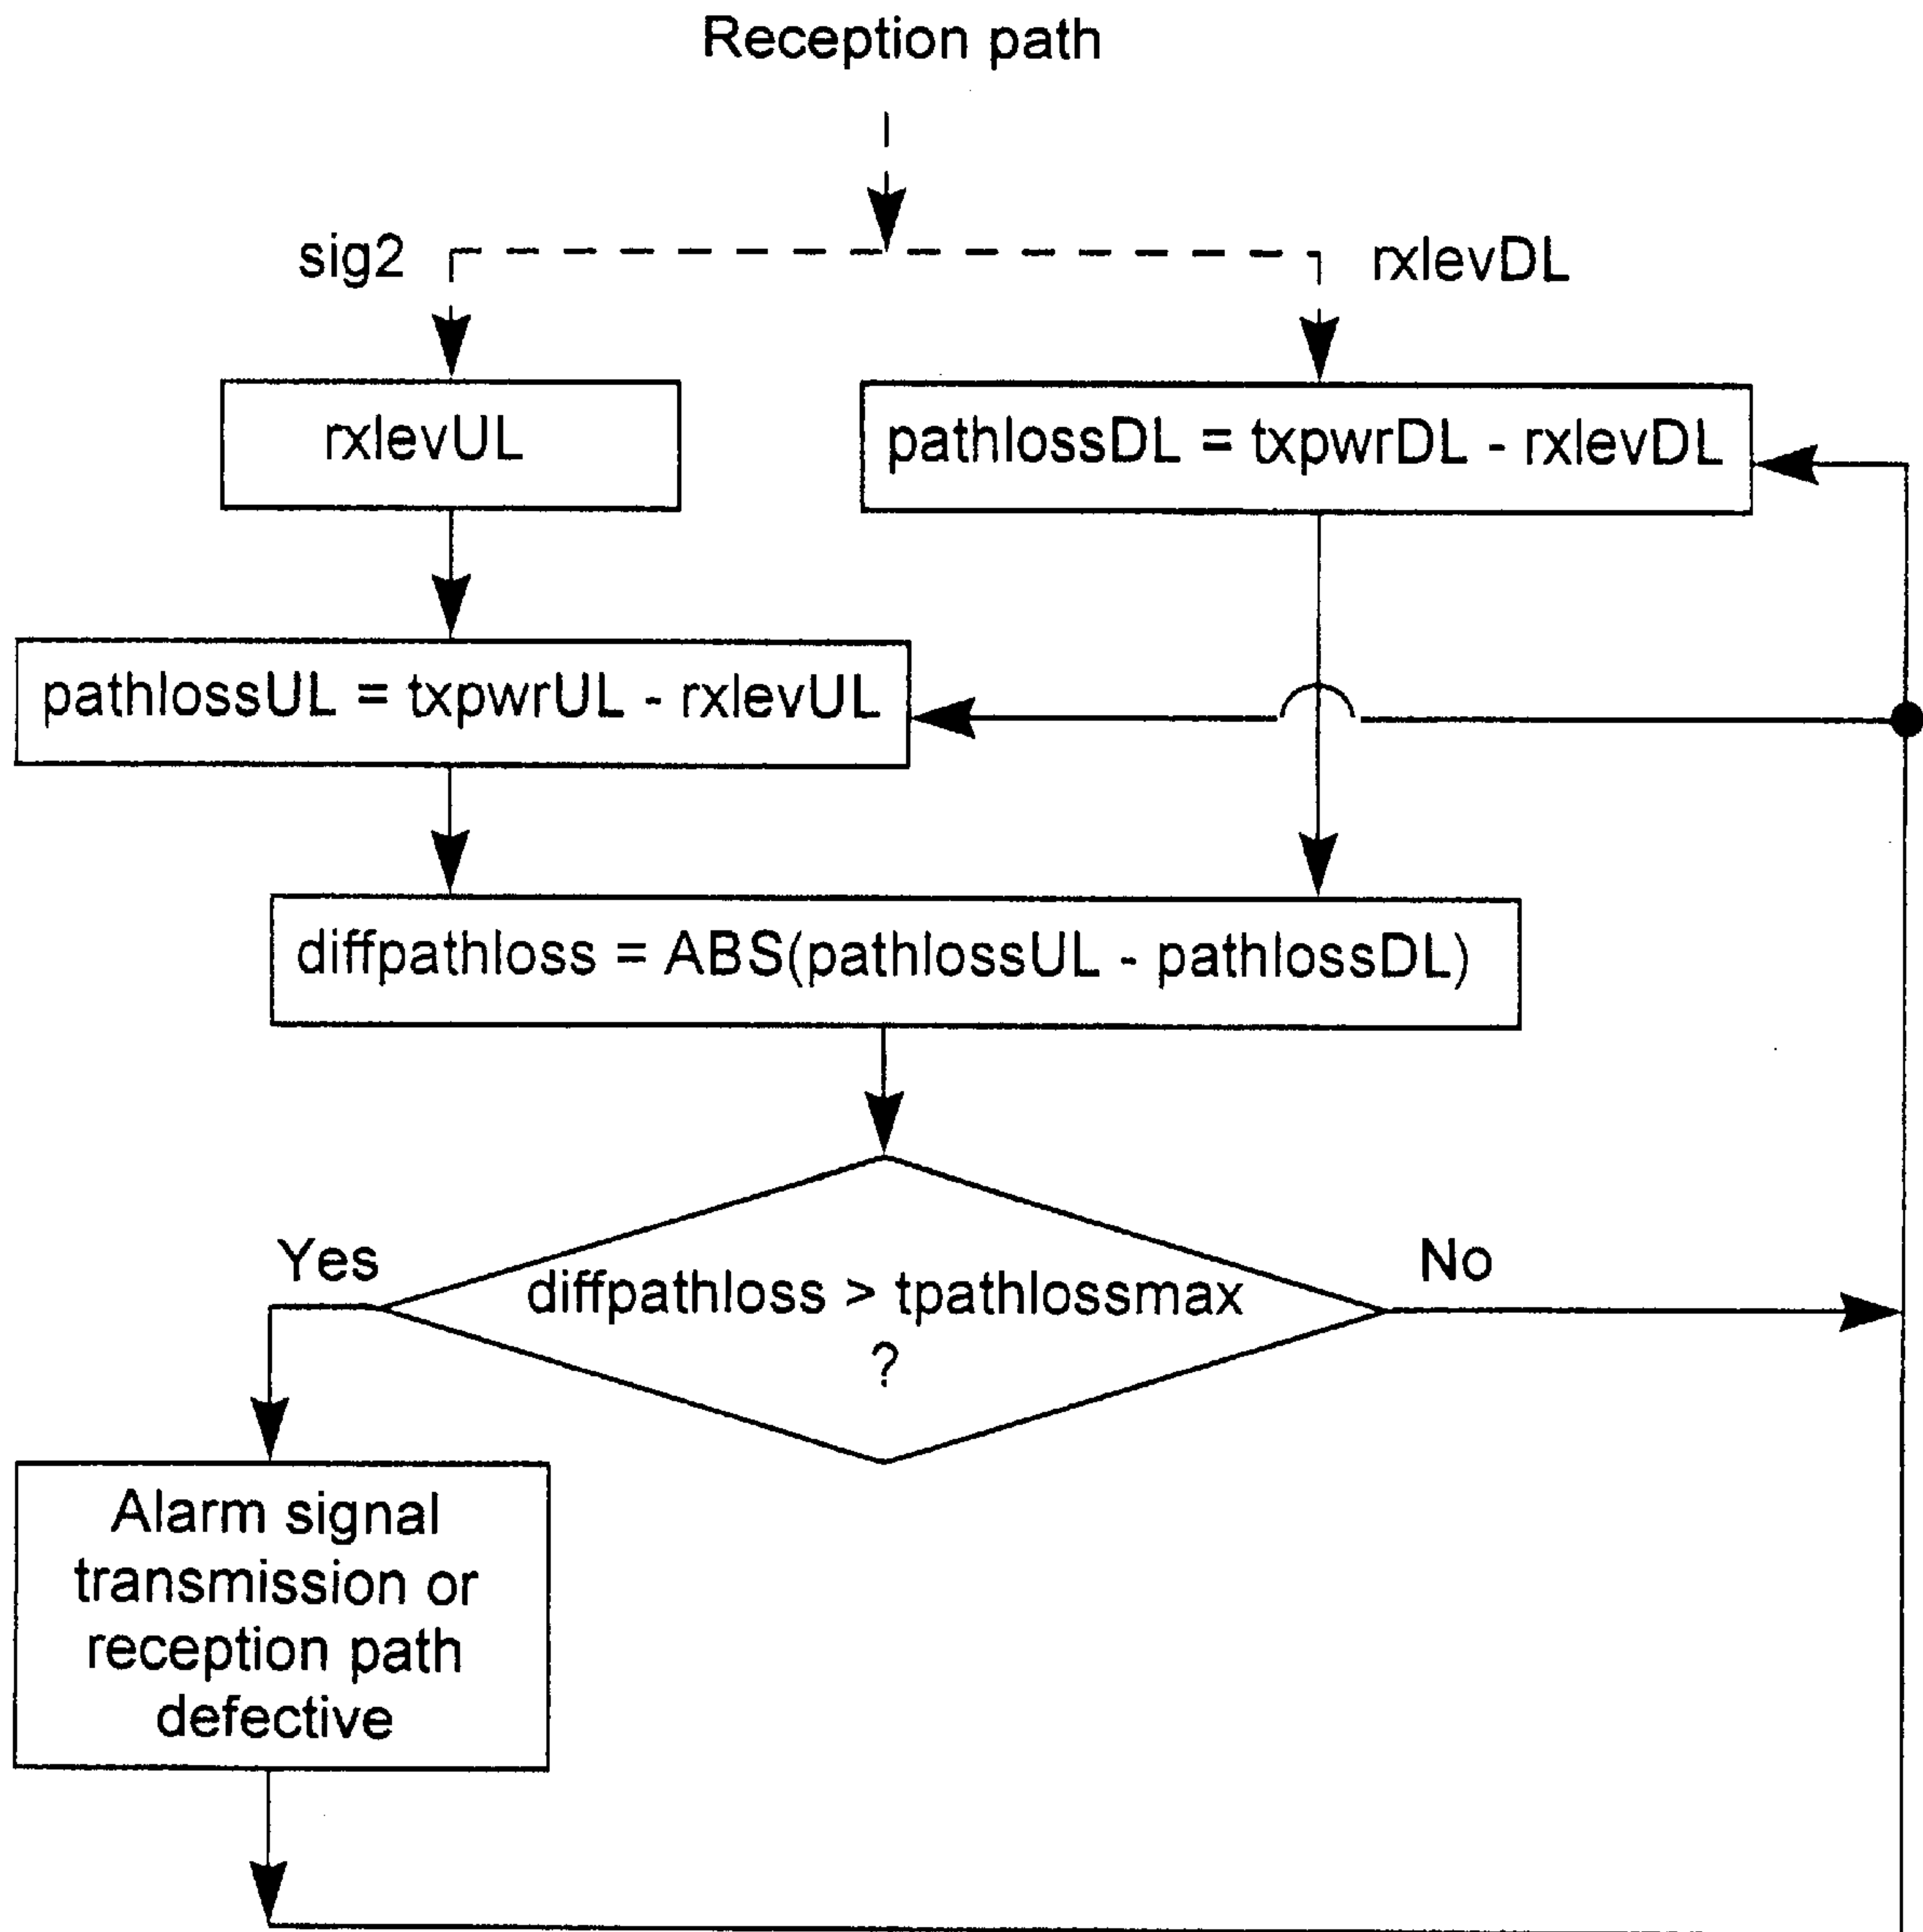 Reception path
sig2
rxlevDL
rxlevUL
pathlossDL = txpwrDL - rxlevDL
pathlossUL = txpwrUL - rxlevUL
diffpathloss = ABS(pathlossUL - pathlossDL)
Yes
No
diffpathloss > tpathlossmax
?
Alarm signal
transmission or
reception path
defective